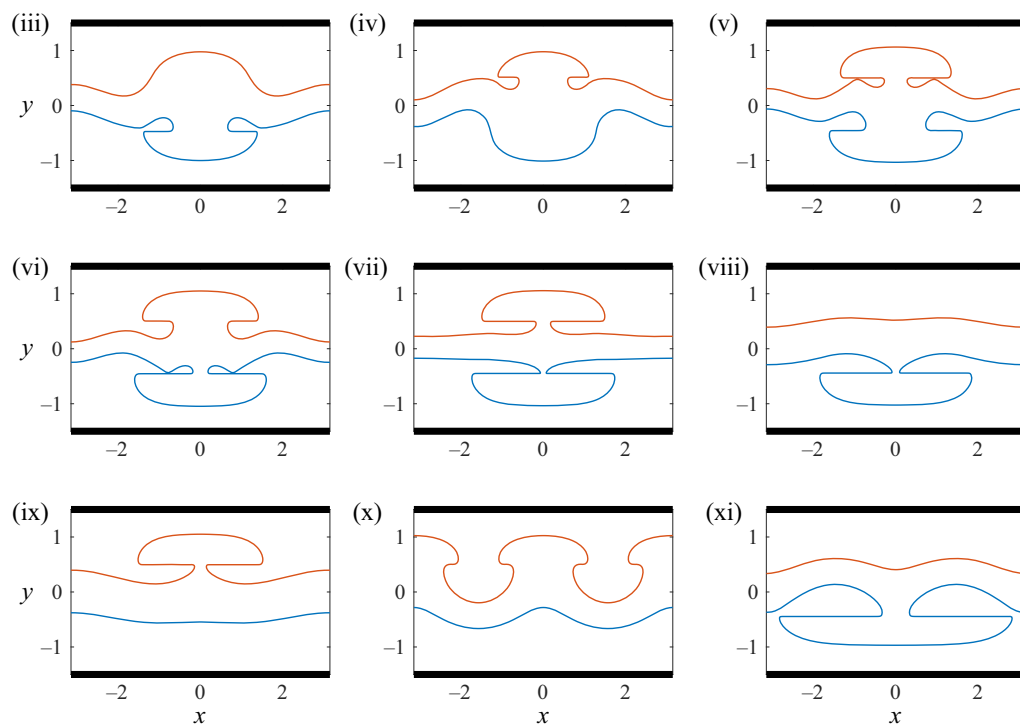 (iii) (iv) (v)
1 1 1
y 0 0 0
–1 –1 –1
–2 0 2 –2 0 2 –2 0 2
(vi) (vii) (viii)
1 1 1
y 0 0 0
–1 –1 –1
–2 0 2 –2 0 2 –2 0 2
(ix) (x) (xi)
1 1 1
y 0 0 0
–1 –1 –1
–2 0 2 –2 0 2 –2 0 2
x x x